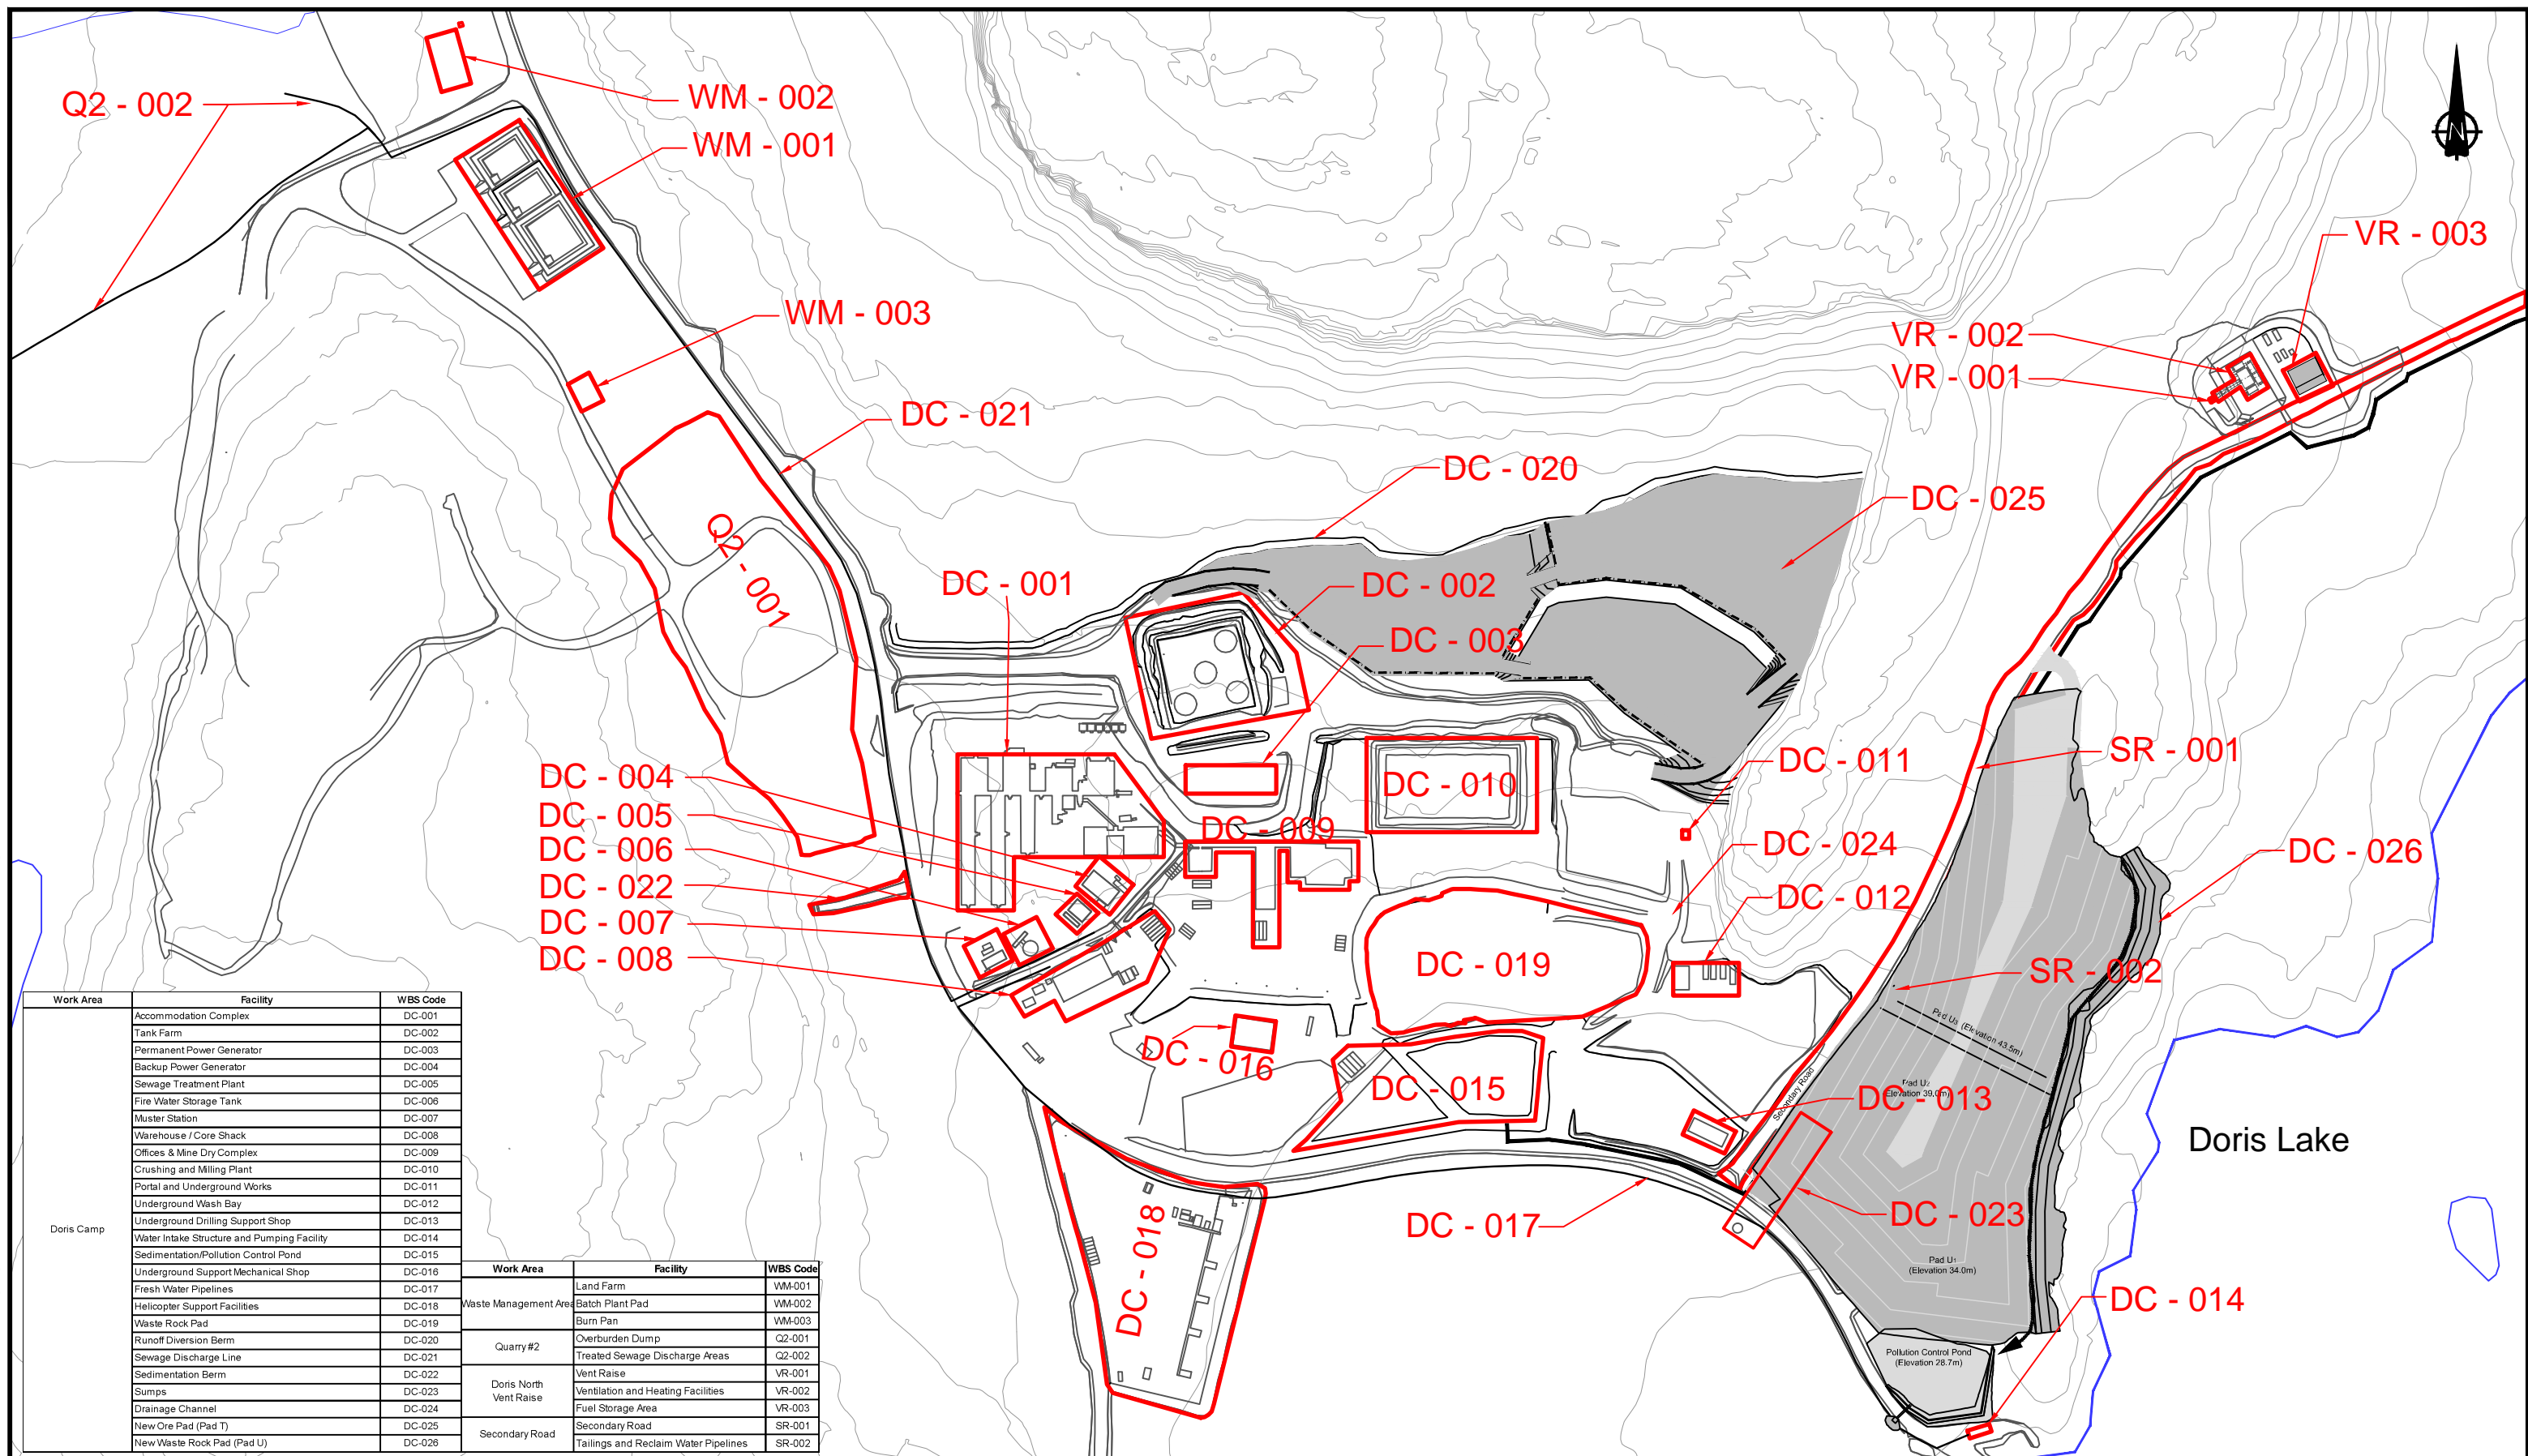 Q2 - 002
WM - 002
WM - 001
N
VR - 003
WM - 003
VR - 002
VR - 001
DC - 021
DC - 020
DC - 025
Q2 - 001
DC - 001
DC - 002
DC - 003
SR - 001
DC - 004
DC - 011
DC - 010
DC - 005
DC - 009
DC - 006
DC - 024
DC - 026
DC - 022
DC - 012
DC - 007
DC - 008
DC - 019
SR - 002
Pad U3 (Elevation 43.5m)
DC - 016
DC - 015
Pad U2
(Elevation 39.0m)
DC - 013
Secondary Road
Doris Lake
DC - 017
DC - 023
DC - 018
Pad U1
(Elevation 34.0m)
DC - 014
Pollution Control Pond
(Elevation 28.7m)
Work Area Facility WBS Code
Doris Camp
Accommodation Complex DC-001
Tank Farm DC-002
Permanent Power Generator DC-003
Backup Power Generator DC-004
Sewage Treatment Plant DC-005
Fire Water Storage Tank DC-006
Muster Station DC-007
Warehouse / Core Shack DC-008
Offices & Mine Dry Complex DC-009
Crushing and Milling Plant DC-010
Portal and Underground Works DC-011
Underground Wash Bay DC-012
Underground Drilling Support Shop DC-013
Water Intake Structure and Pumping Facility DC-014
Sedimentation/Pollution Control Pond DC-015
Underground Support Mechanical Shop DC-016
Fresh Water Pipelines DC-017
Helicopter Support Facilities DC-018
Waste Rock Pad DC-019
Runoff Diversion Berm DC-020
Sewage Discharge Line DC-021
Sedimentation Berm DC-022
Sumps DC-023
Drainage Channel DC-024
New Ore Pad (Pad T) DC-025
New Waste Rock Pad (Pad U) DC-026
Work Area Facility WBS Code
Waste Management Area
Land Farm WM-001
Batch Plant Pad WM-002
Burn Pan WM-003
Quarry #2
Overburden Dump Q2-001
Treated Sewage Discharge Areas Q2-002
Doris North
Vent Raise
Vent Raise VR-001
Ventilation and Heating Facilities VR-002
Fuel Storage Area VR-003
Secondary Road
Secondary Road SR-001
Tailings and Reclaim Water Pipelines SR-002